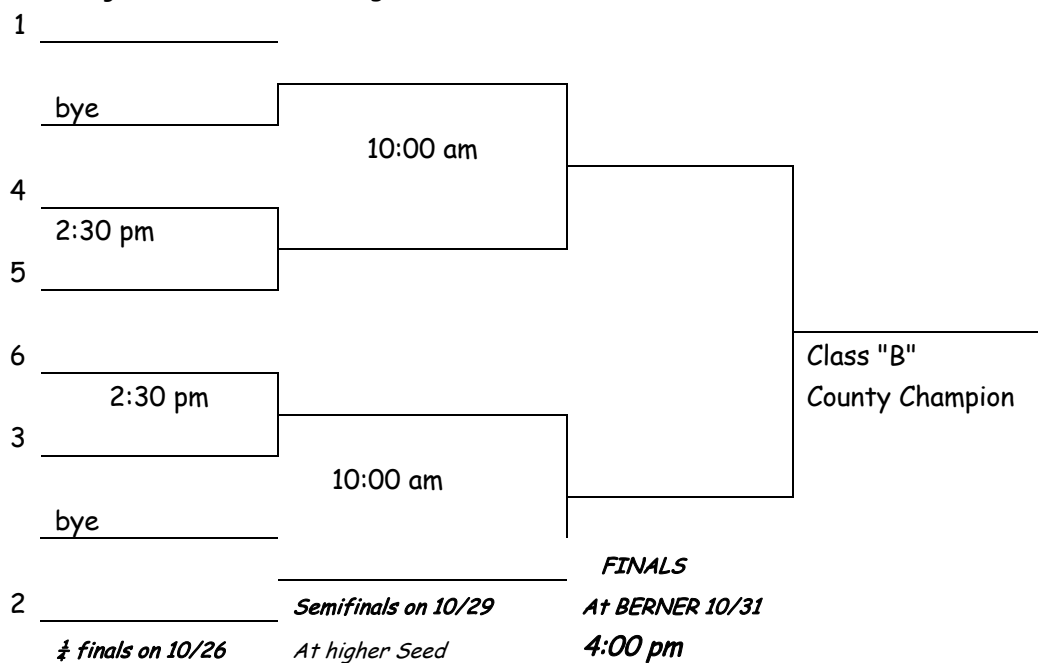 1
bye
10:00 am
4
2:30 pm
5
6
Class "B"
2:30 pm
County Champion
3
10:00 am
bye
FINALS
2
Semifinals on 10/29
At BERNER 10/31
¼ finals on 10/26
At higher Seed
4:00 pm